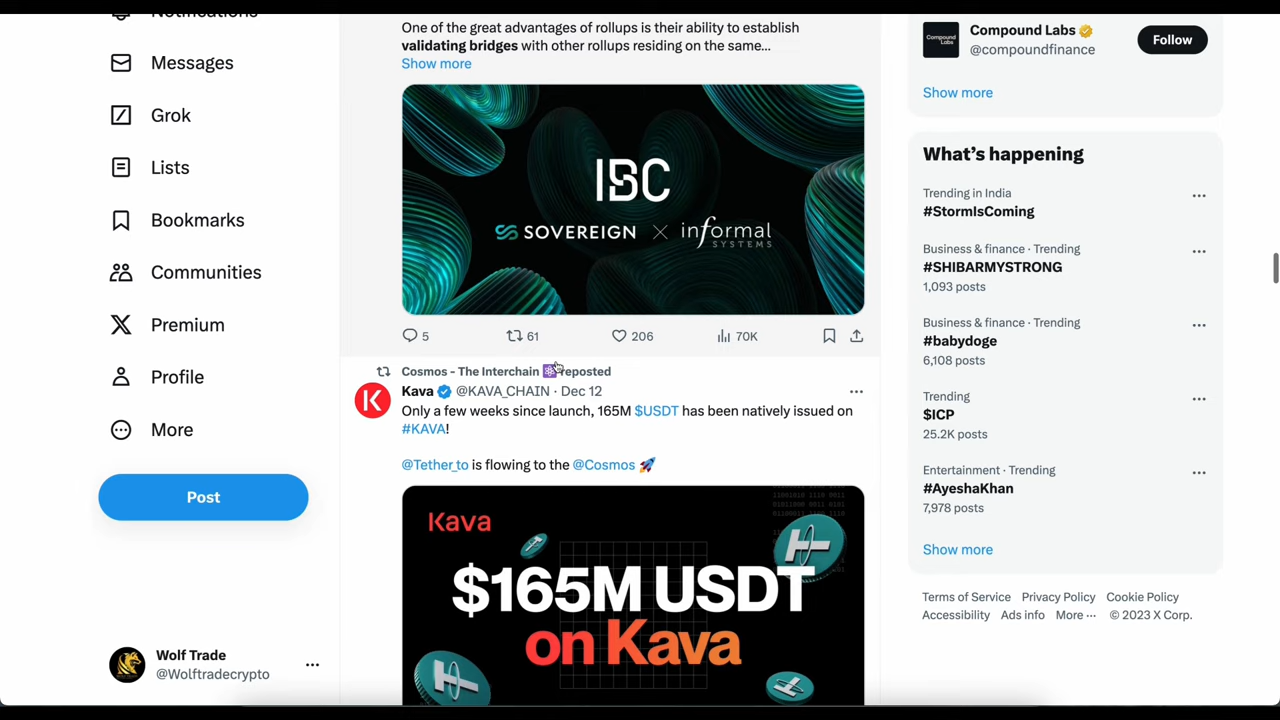 Notifications
Messages
Grok
Lists
Bookmarks
Communities
Premium
Profile
More
Post
Wolf Trade
@Wolftradecrypto
One of the great advantages of rollups is their ability to establish
validating bridges with other rollups residing on the same...
Show more
IBC
SOVEREIGN × informal
SYSTEMS
5 61 206 70K
Cosmos - The Interchain ⚛️ reposted
Kava @KAVA_CHAIN · Dec 12
Only a few weeks since launch, 165M $USDT has been natively issued on
#KAVA!
@Tether_to is flowing to the @Cosmos 🚀
Kava
$165M USDT
on Kava
Compound Labs
@compoundfinance
Follow
Show more
What's happening
Trending in India
#StormIsComing
Business & finance · Trending
#SHIBARMYSTRONG
1,093 posts
Business & finance · Trending
#babydoge
6,108 posts
Trending
$ICP
25.2K posts
Entertainment · Trending
#AyeshaKhan
7,978 posts
Show more
Terms of Service Privacy Policy Cookie Policy
Accessibility Ads info More ··· © 2023 X Corp.